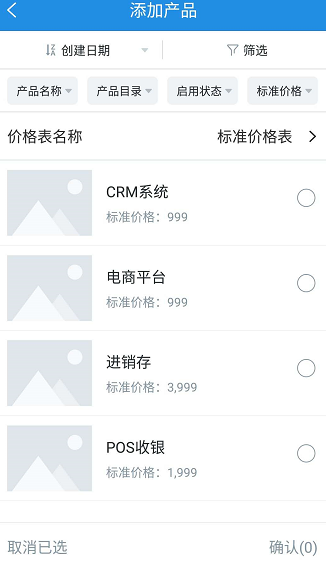 添加产品
创建日期 筛选
产品名称 产品目录 启用状态 标准价格
价格表名称 标准价格表
CRM系统
标准价格：999
电商平台
标准价格：999
进销存
标准价格：3,999
POS收银
标准价格：1,999
取消已选 确认(0)